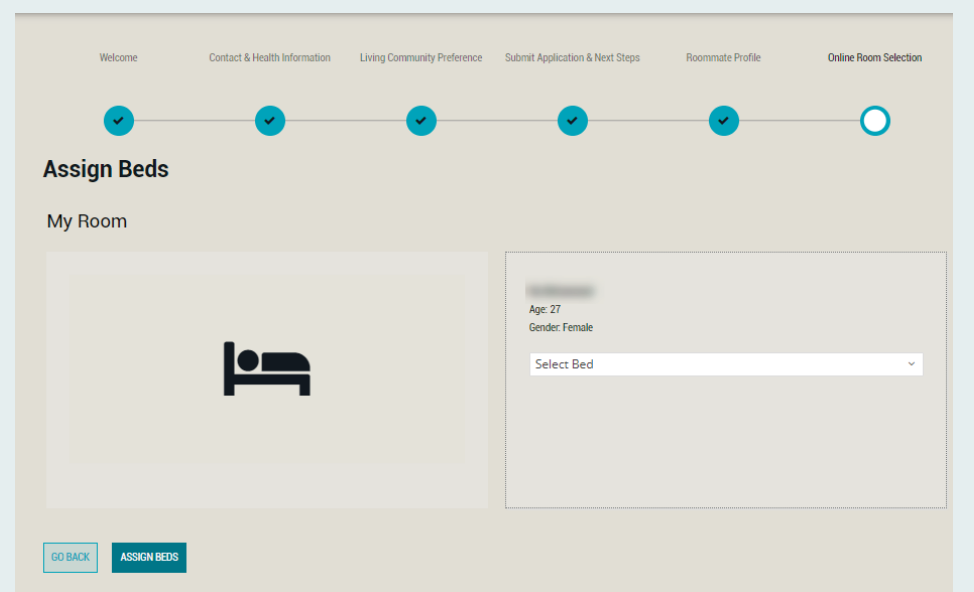 Welcome
Contact & Health Information
Living Community Preference
Submit Application & Next Steps
Roommate Profile
Online Room Selection
Assign Beds
My Room
Age: 27
Gender: Female
Select Bed
GO BACK
ASSIGN BEDS